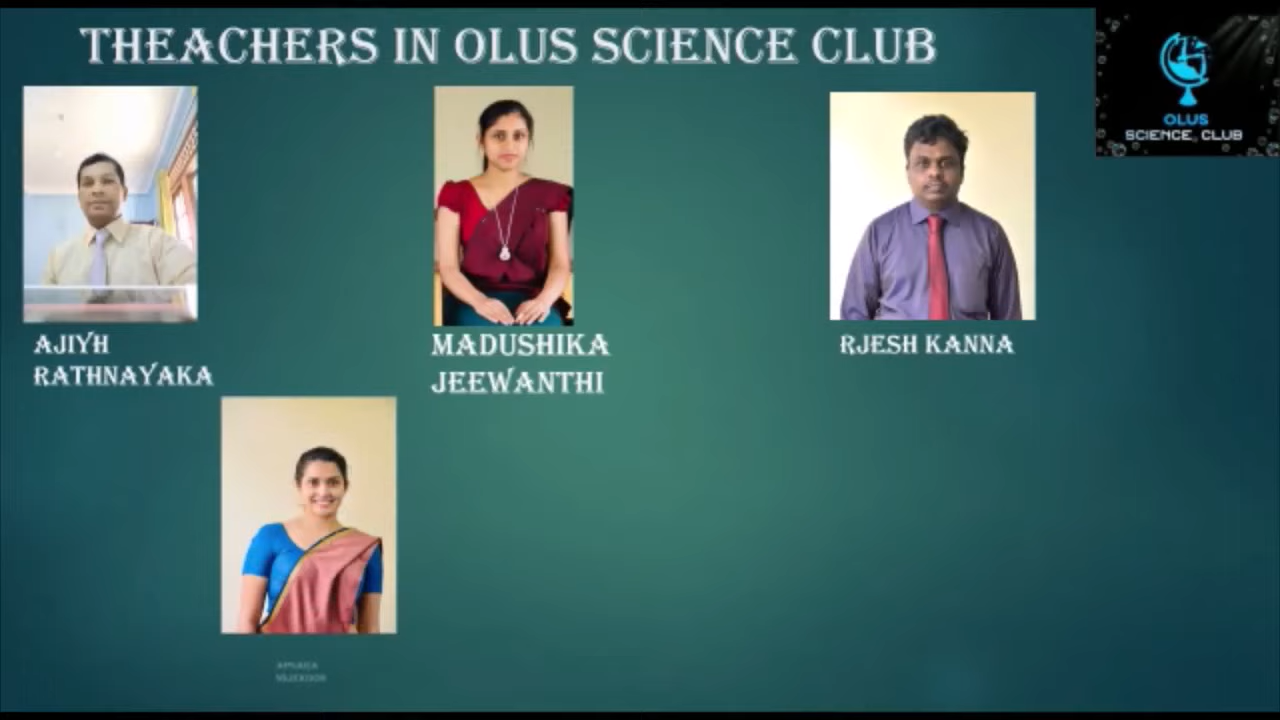 THEACHERS IN OLUS SCIENCE CLUB
OLUS
SCIENCE CLUB
AJIYH
RATHNAYAKA
MADUSHIKA
JEEWANTHI
RJESH KANNA